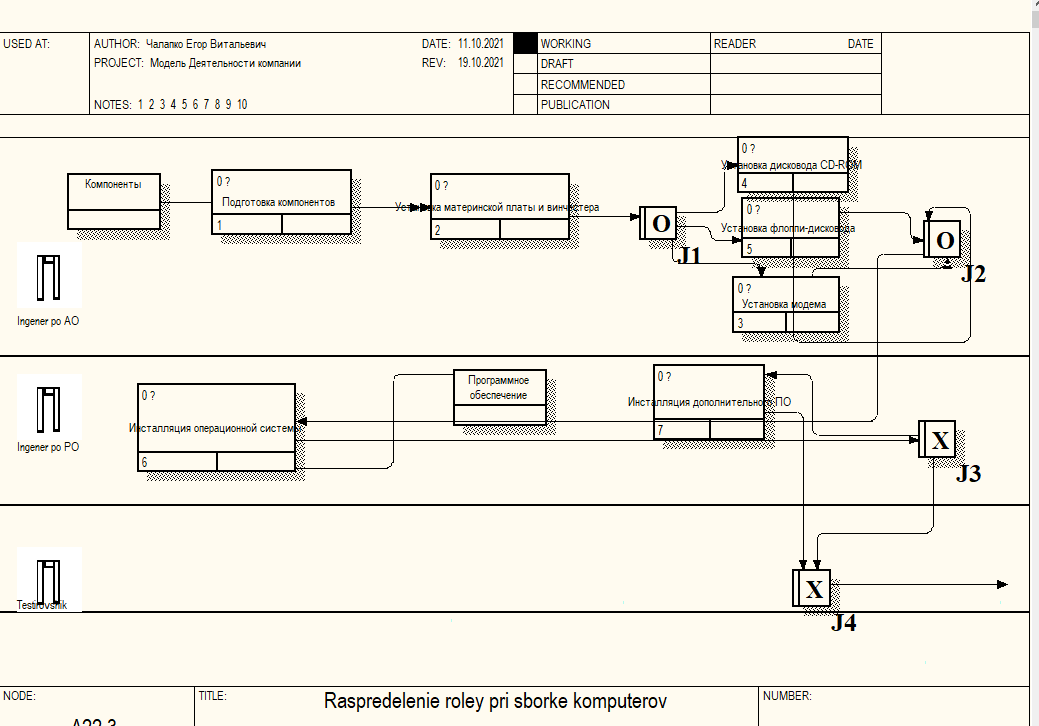 USED AT:
AUTHOR: Чалапко Егор Витальевич
DATE: 11.10.2021
WORKING
READER
DATE
PROJECT: Модель Деятельности компании
REV: 19.10.2021
DRAFT
RECOMMENDED
NOTES: 1 2 3 4 5 6 7 8 9 10
PUBLICATION
Компоненты
0 ?
Подготовка компонентов
1
0 ?
Установка материнской платы и винчестера
2
O
J1
0 ?
Установка дисковода CD-ROM
4
0 ?
Установка флоппи-дисковода
5
0 ?
Установка модема
3
O
J2
Ingener po AO
0 ?
Инсталляция операционной системы
6
Программное
обеспечение
0 ?
Инсталляция дополнительного ПО
7
X
J3
Ingener po PO
X
J4
Testirovshik
NODE:
TITLE:
Raspredelenie roley pri sborke komputerov
NUMBER:
A22.3